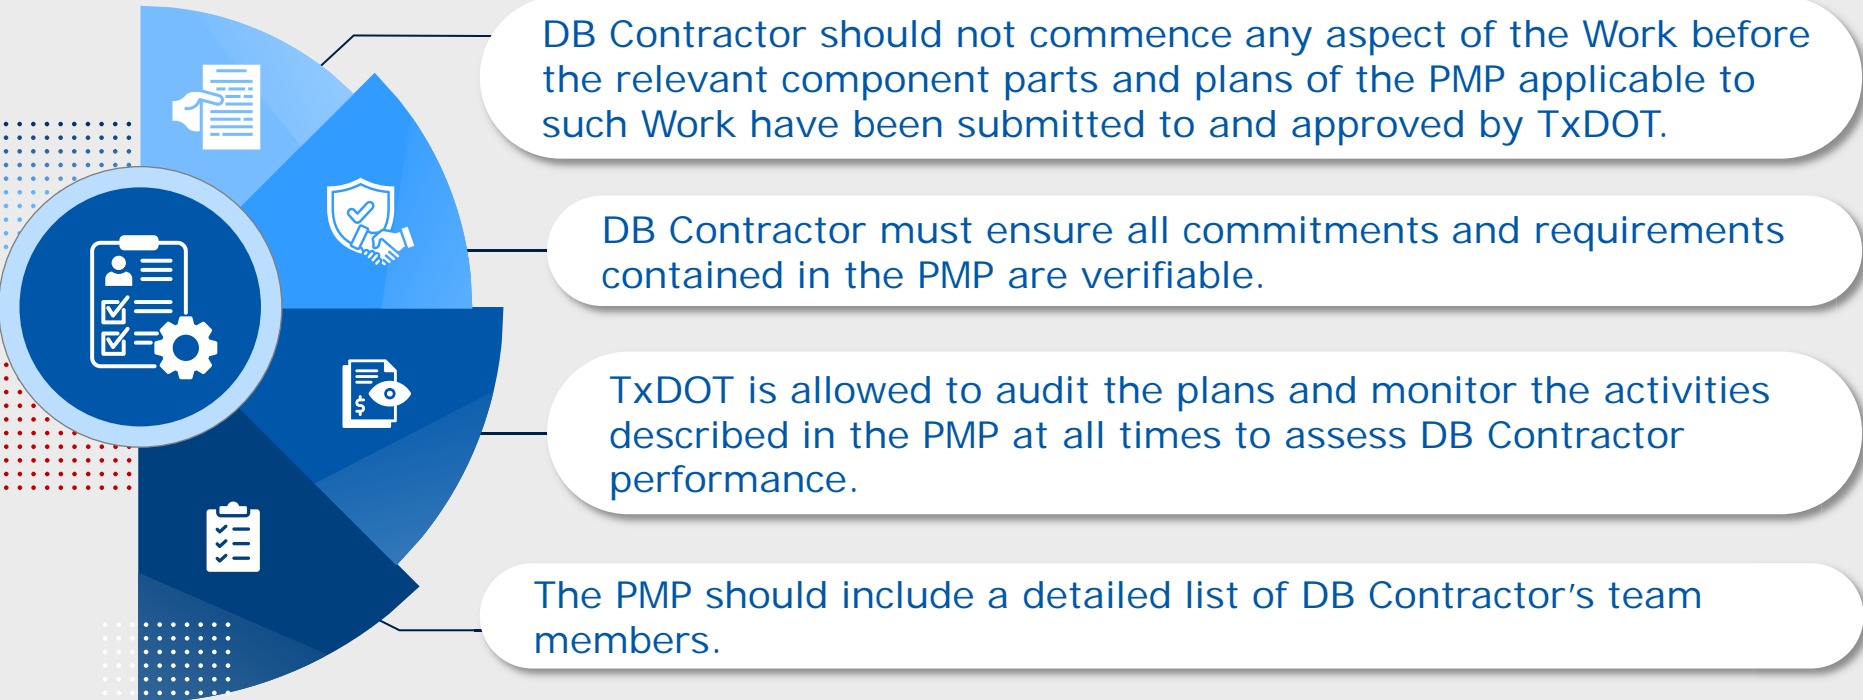 DB Contractor should not commence any aspect of the Work before
the relevant component parts and plans of the PMP applicable to
such Work have been submitted to and approved by TxDOT.
DB Contractor must ensure all commitments and requirements
contained in the PMP are verifiable.
TxDOT is allowed to audit the plans and monitor the activities
described in the PMP at all times to assess DB Contractor
performance.
The PMP should include a detailed list of DB Contractor’s team
members.